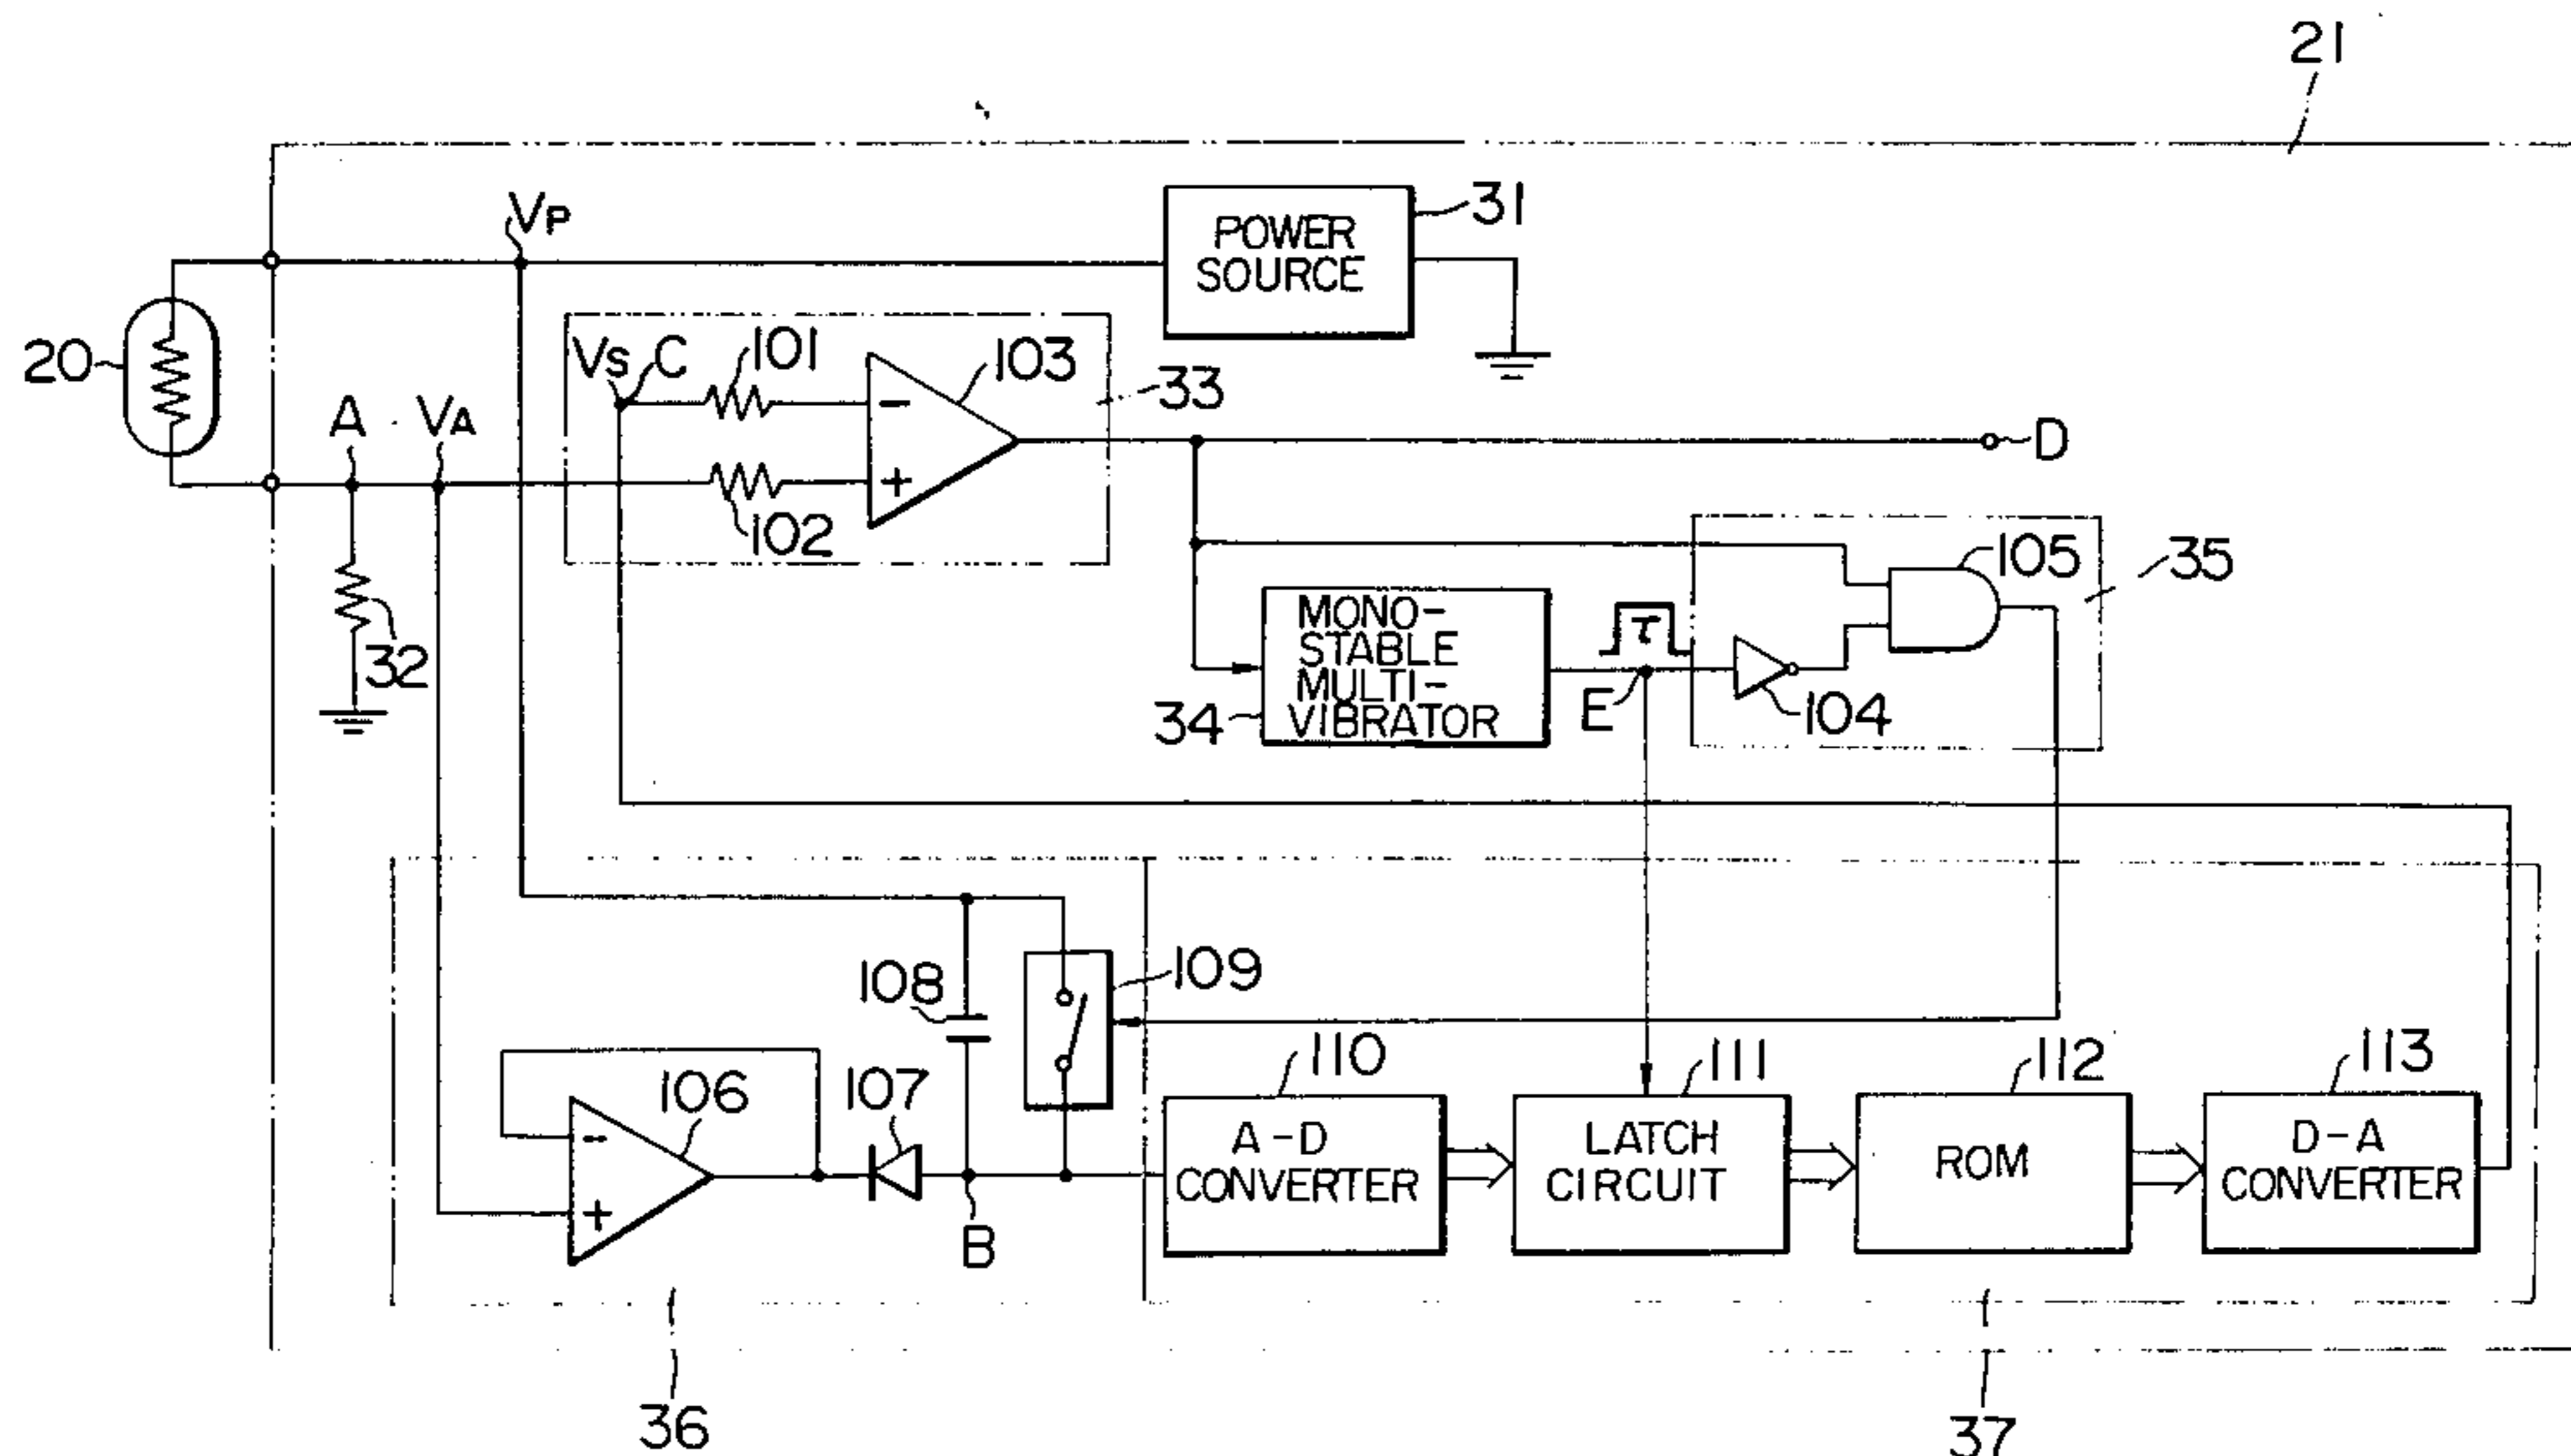 21
VP
31
POWER
SOURCE
20
VS C 101
103
33
A VA
-
+
102
D
32
105
35
MONO-
STABLE
MULTI-
VIBRATOR
τ
34
E
104
108
109
106
107
110
111
112
113
-
+
B
A-D
CONVERTER
LATCH
CIRCUIT
ROM
D-A
CONVERTER
36
37